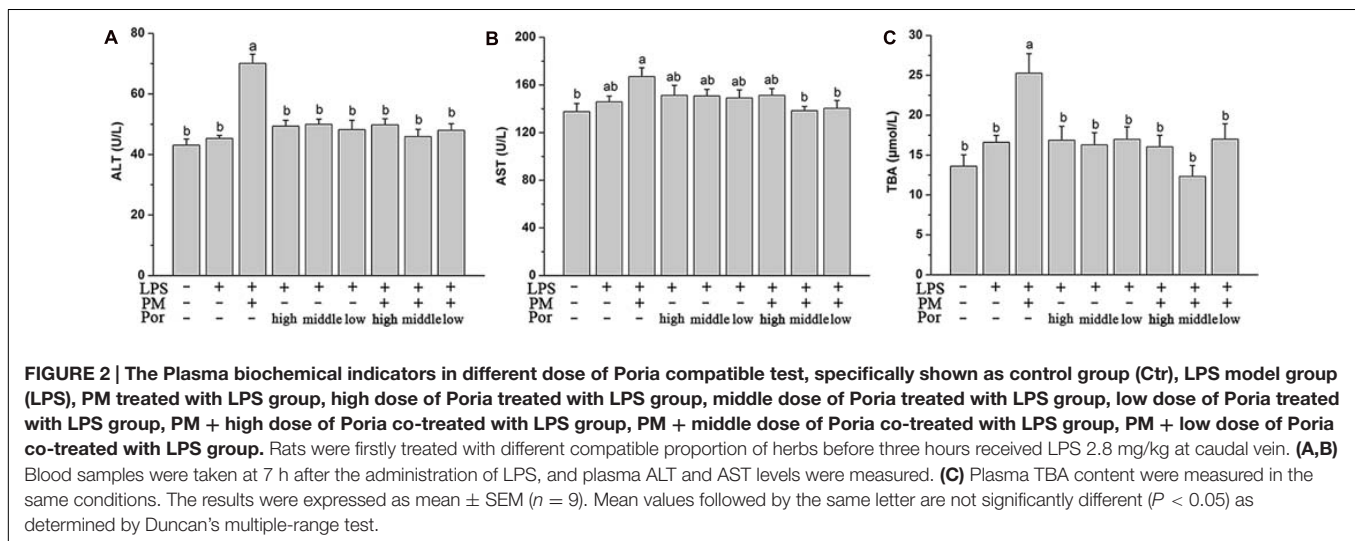 A
80
60
40
20
0
ALT (U/L)
b b a b b b b b b
LPS - + + + + + + + +
PM - - + + + +
Por - - - high middle low high middle low
B
200
160
120
80
40
0
AST (U/L)
b ab a ab ab ab ab b b
LPS - + + + + + + + +
PM - - + + + +
Por - - - high middle low high middle low
C
30
25
20
15
10
5
0
TBA (μmol/L)
b b a b b b b b b
LPS - + + + + + + + +
PM - - + + + +
Por - - - high middle low high middle low
FIGURE 2 | The Plasma biochemical indicators in different dose of Poria compatible test, specifically shown as control group (Ctr), LPS model group
(LPS), PM treated with LPS group, high dose of Poria treated with LPS group, middle dose of Poria treated with LPS group, low dose of Poria treated
with LPS group, PM + high dose of Poria co-treated with LPS group, PM + middle dose of Poria co-treated with LPS group, PM + low dose of Poria
co-treated with LPS group. Rats were firstly treated with different compatible proportion of herbs before three hours received LPS 2.8 mg/kg at caudal vein. (A,B)
Blood samples were taken at 7 h after the administration of LPS, and plasma ALT and AST levels were measured. (C) Plasma TBA content were measured in the
same conditions. The results were expressed as mean ± SEM (n = 9). Mean values followed by the same letter are not significantly different (P < 0.05) as
determined by Duncan's multiple-range test.